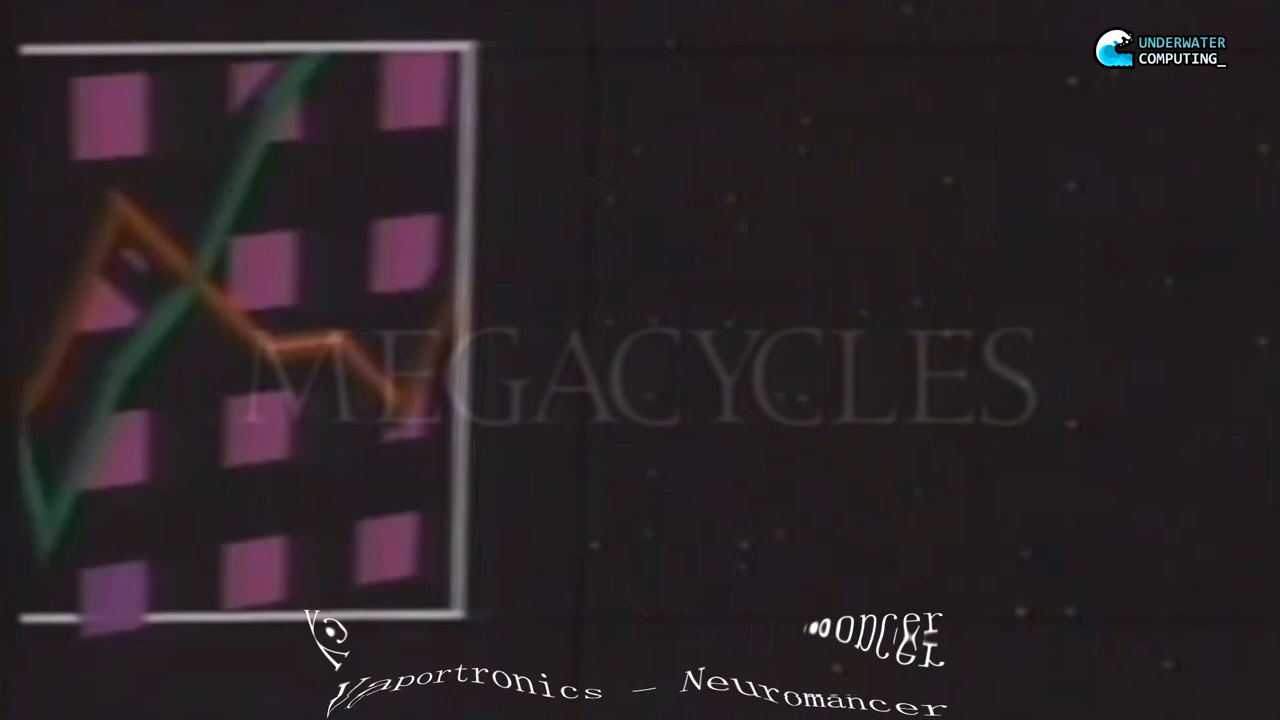 UNDERWATER
COMPUTING_
MEGACYCLES
Vaportronics – Neuromancer